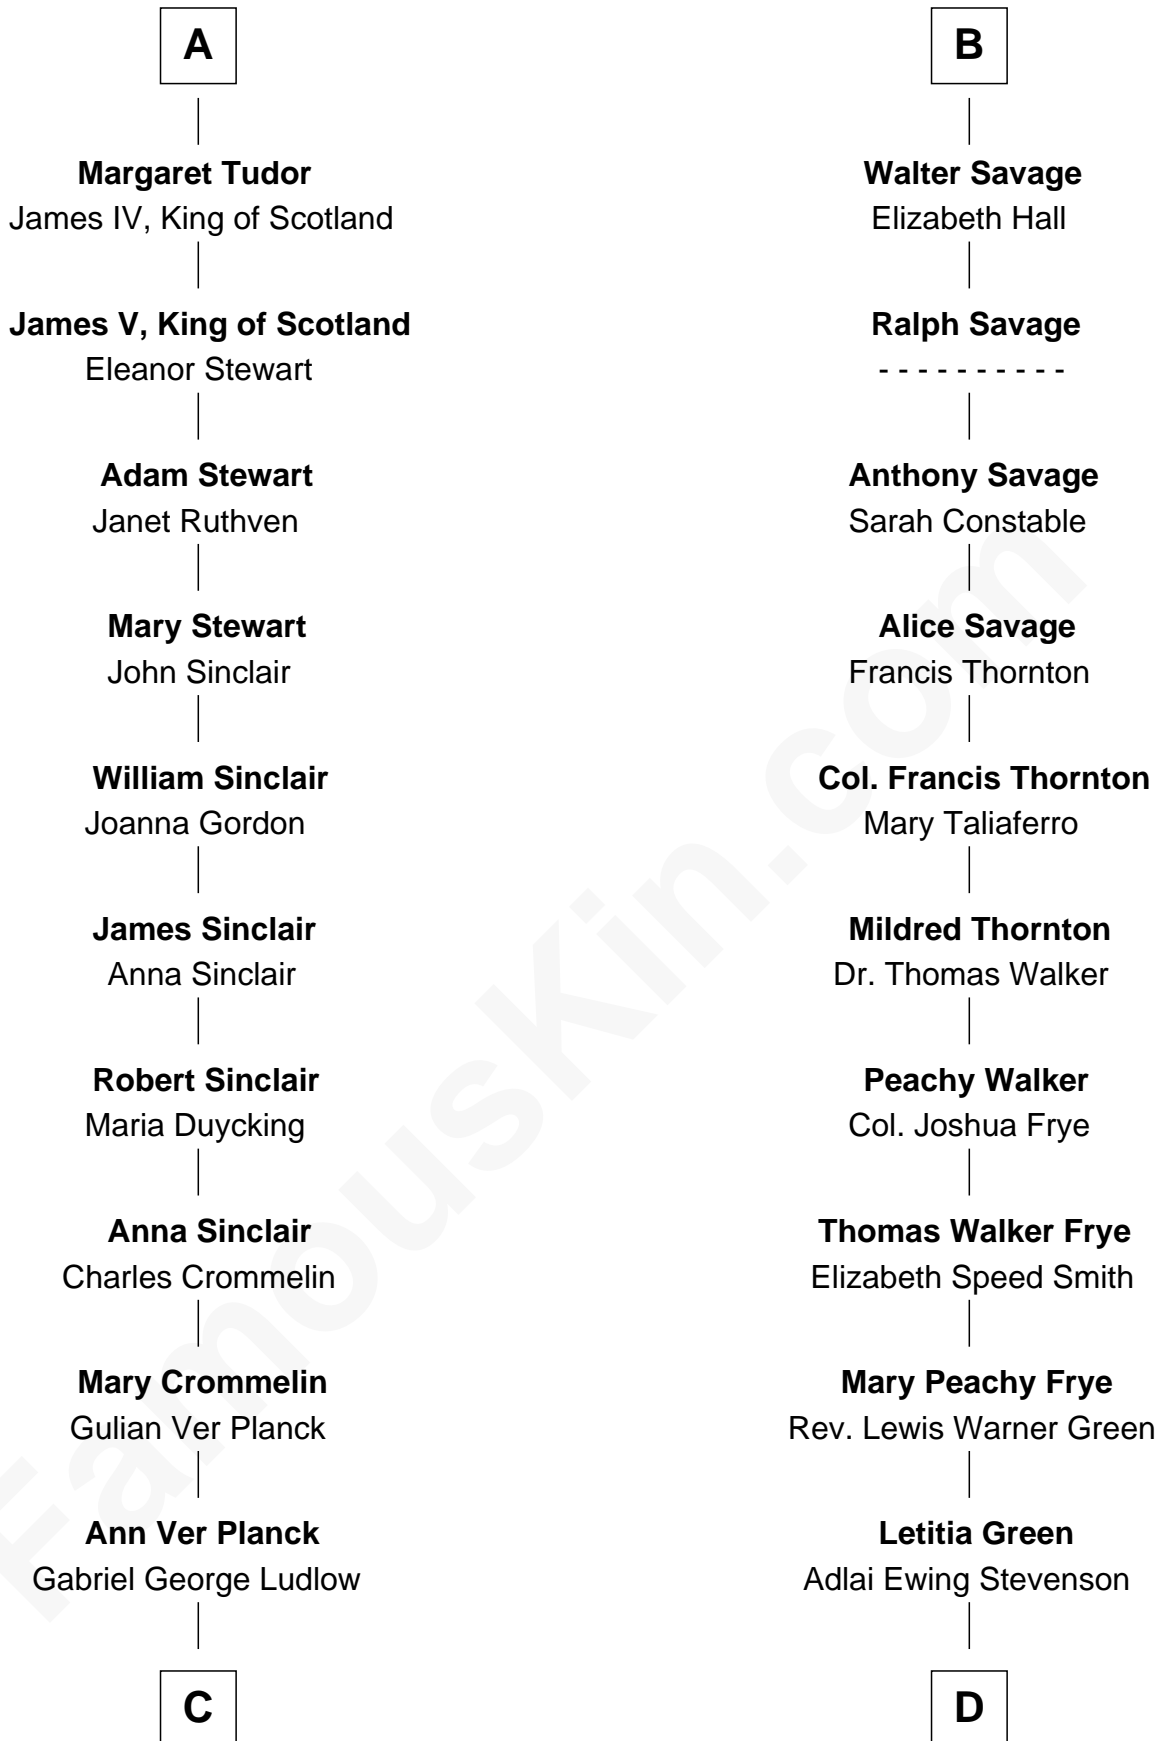 A
Margaret Tudor
James IV, King of Scotland
James V, King of Scotland
Eleanor Stewart
Adam Stewart
Janet Ruthven
Mary Stewart
John Sinclair
William Sinclair
Joanna Gordon
James Sinclair
Anna Sinclair
Robert Sinclair
Maria Duycking
Anna Sinclair
Charles Crommelin
Mary Crommelin
Gulian Ver Planck
Ann Ver Planck
Gabriel George Ludlow
C
B
Walter Savage
Elizabeth Hall
Ralph Savage
- - - - - - - - - -
Anthony Savage
Sarah Constable
Alice Savage
Francis Thornton
Col. Francis Thornton
Mary Taliaferro
Mildred Thornton
Dr. Thomas Walker
Peachy Walker
Col. Joshua Frye
Thomas Walker Frye
Elizabeth Speed Smith
Mary Peachy Frye
Rev. Lewis Warner Green
Letitia Green
Adlai Ewing Stevenson
D
FamousKin.com